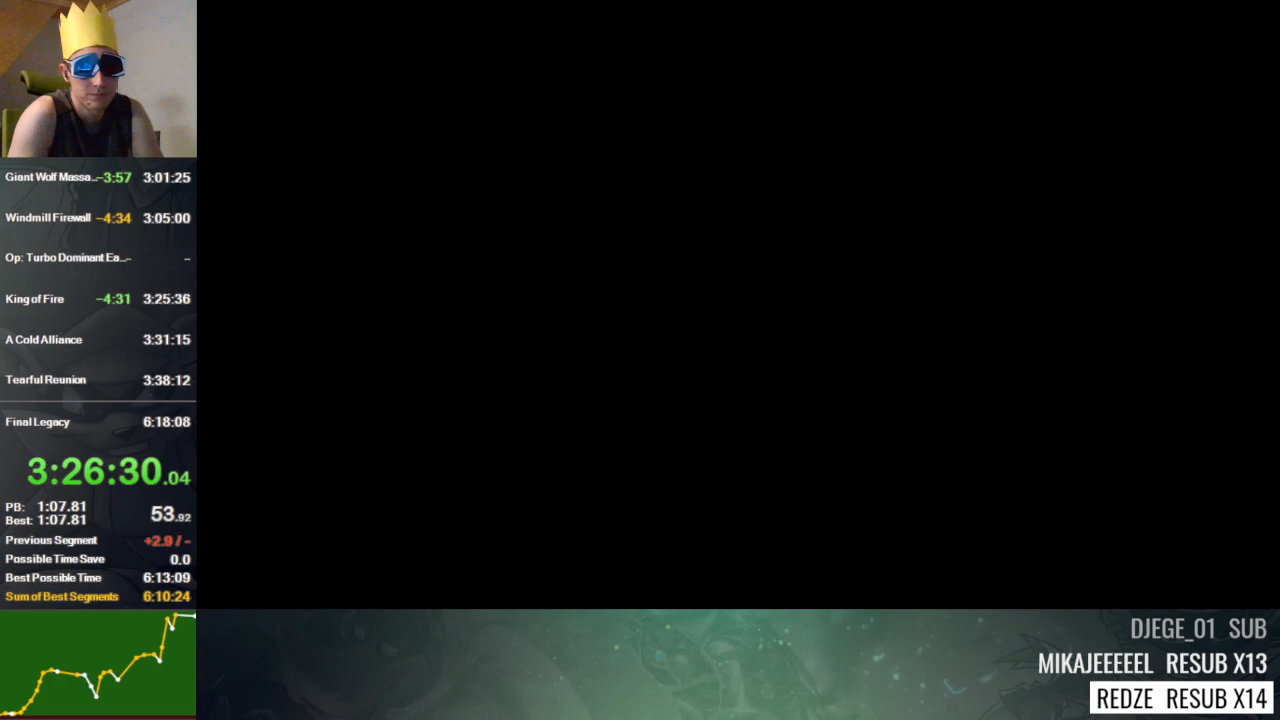 Giant Wolf Massa... -3:57 3:01:25
Windmill Firewall -4:34 3:05:00
Op: Turbo Dominant Ea... - -
King of Fire -4:31 3:25:36
A Cold Alliance 3:31:15
Tearful Reunion 3:38:12
Final Legacy 6:18:08
3:26:30.04
PB: 1:07.81
Best: 1:07.81
53.92
Previous Segment +2.9 / -
Possible Time Save 0.0
Best Possible Time 6:13:09
Sum of Best Segments 6:10:24
DJEGE_01 SUB
MIKAJEEEEEL RESUB X13
REDZE RESUB X14